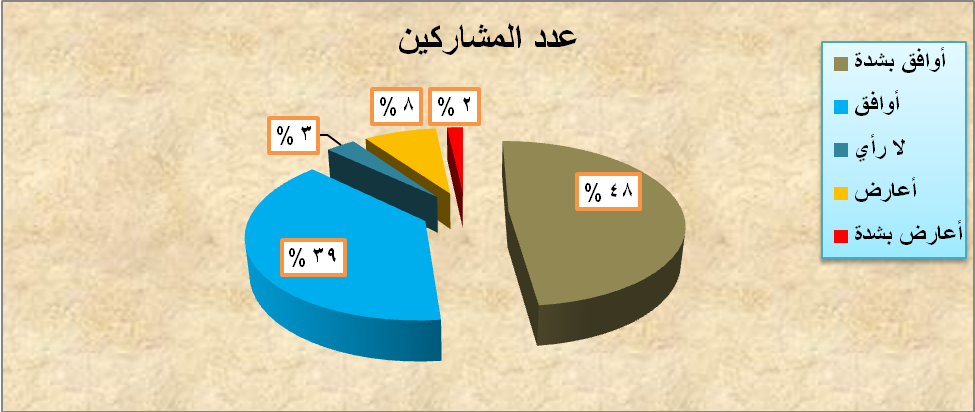 عدد المشاركين
أوافق بشدة
أوافق
لا رأي
أعارض
أعارض بشدة
٢ %
٨ %
٣ %
٤٨ %
٣٩ %